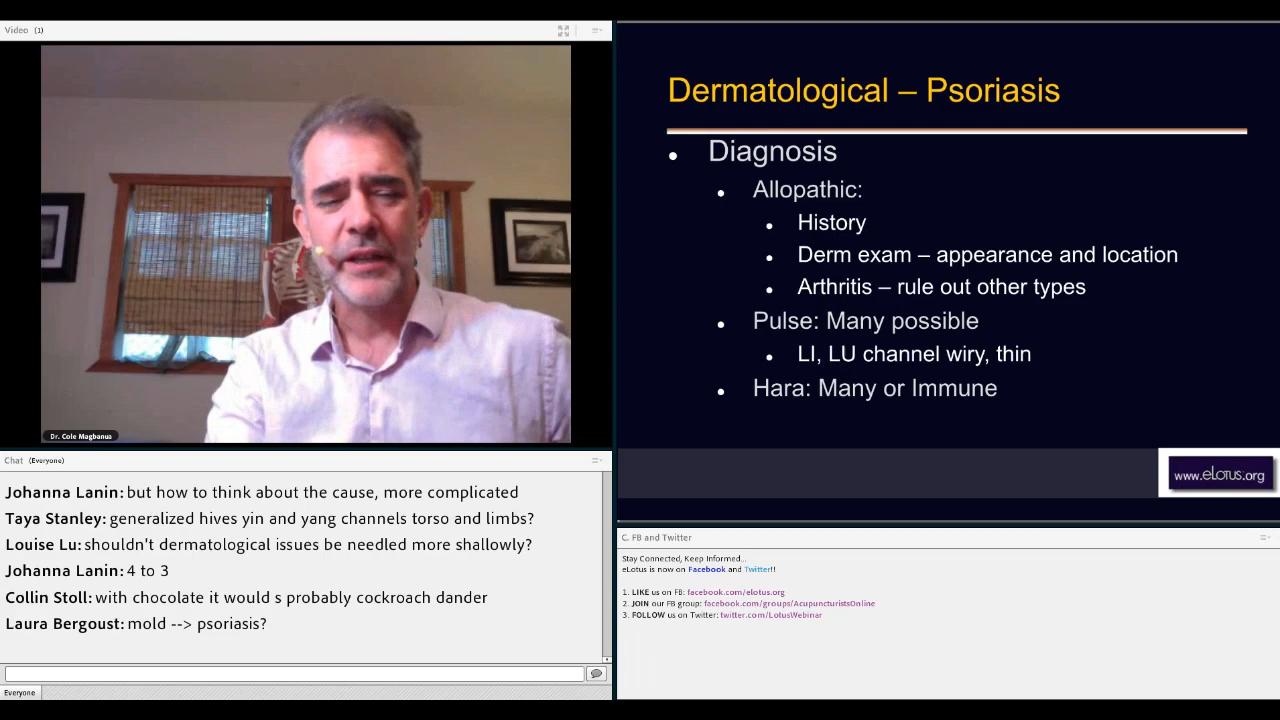 Video (1)
Dr. Cole Magbanua
Dermatological – Psoriasis
Diagnosis
Allopathic:
History
Derm exam – appearance and location
Arthritis – rule out other types
Pulse: Many possible
LI, LU channel wiry, thin
Hara: Many or Immune
www.eLOTUS.org
Chat (Everyone)
Johanna Lanin: but how to think about the cause, more complicated
Taya Stanley: generalized hives yin and yang channels torso and limbs?
Louise Lu: shouldn't dermatological issues be needled more shallowly?
Johanna Lanin: 4 to 3
Collin Stoll: with chocolate it would s probably cockroach dander
Laura Bergoust: mold --> psoriasis?
Everyone
C. FB and Twitter
Stay Connected, Keep Informed...
eLotus is now on Facebook and Twitter!!
1. LIKE us on FB: facebook.com/elotus.org
2. JOIN our FB group: facebook.com/groups/AcupuncturistsOnline
3. FOLLOW us on Twitter: twitter.com/LotusWebinar